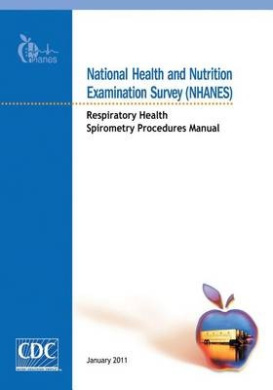 nhanes
National Health and Nutrition
Examination Survey (NHANES)
Respiratory Health
Spirometry Procedures Manual
CDC
January 2011